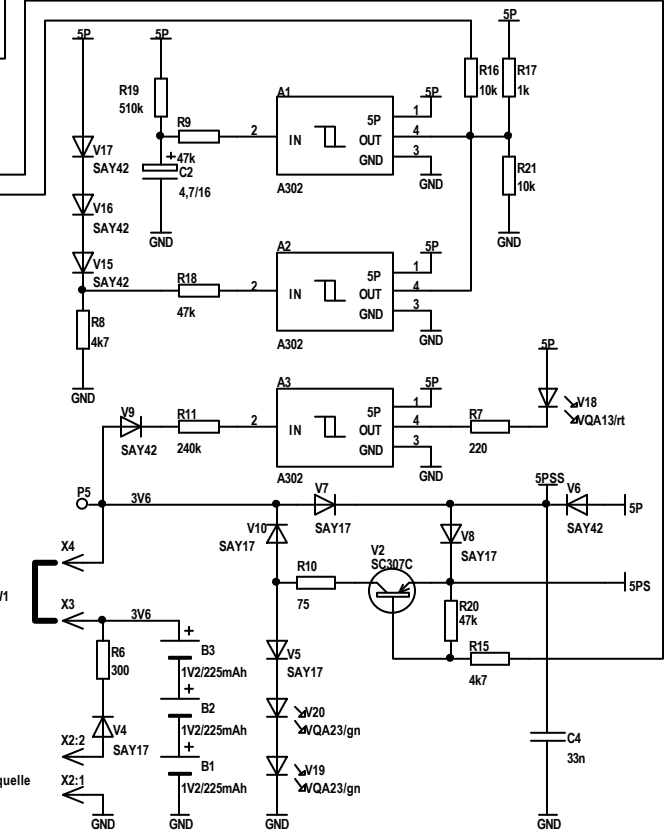 5P
5P
5P
R19
510k
R9
47k
+
C2
4,7/16
GND
2
A1
IN
5P
OUT
GND
1
4
3
A302
5P
GND
R16
10k
R17
1k
R21
10k
GND
V17
SAY42
V16
SAY42
V15
SAY42
R18
47k
2
A2
IN
5P
OUT
GND
1
4
3
A302
5P
GND
R8
4k7
GND
V9
SAY42
R11
240k
2
A3
IN
5P
OUT
GND
1
4
3
A302
5P
GND
R7
220
5P
V18
VQA13/rt
P5
3V6
V7
SAY17
5PSS
V6
SAY42
5P
V10
SAY17
V8
SAY17
X4
/1
X3
3V6
R10
75
V2
SC307C
5PS
R20
47k
R15
4k7
R6
300
+
B3
1V2/225mAh
+
B2
1V2/225mAh
+
B1
1V2/225mAh
V5
SAY17
V20
VQA23/gn
V19
VQA23/gn
V4
SAY17
X2:2
quelle
X2:1
C4
33n
GND
GND
GND
GND